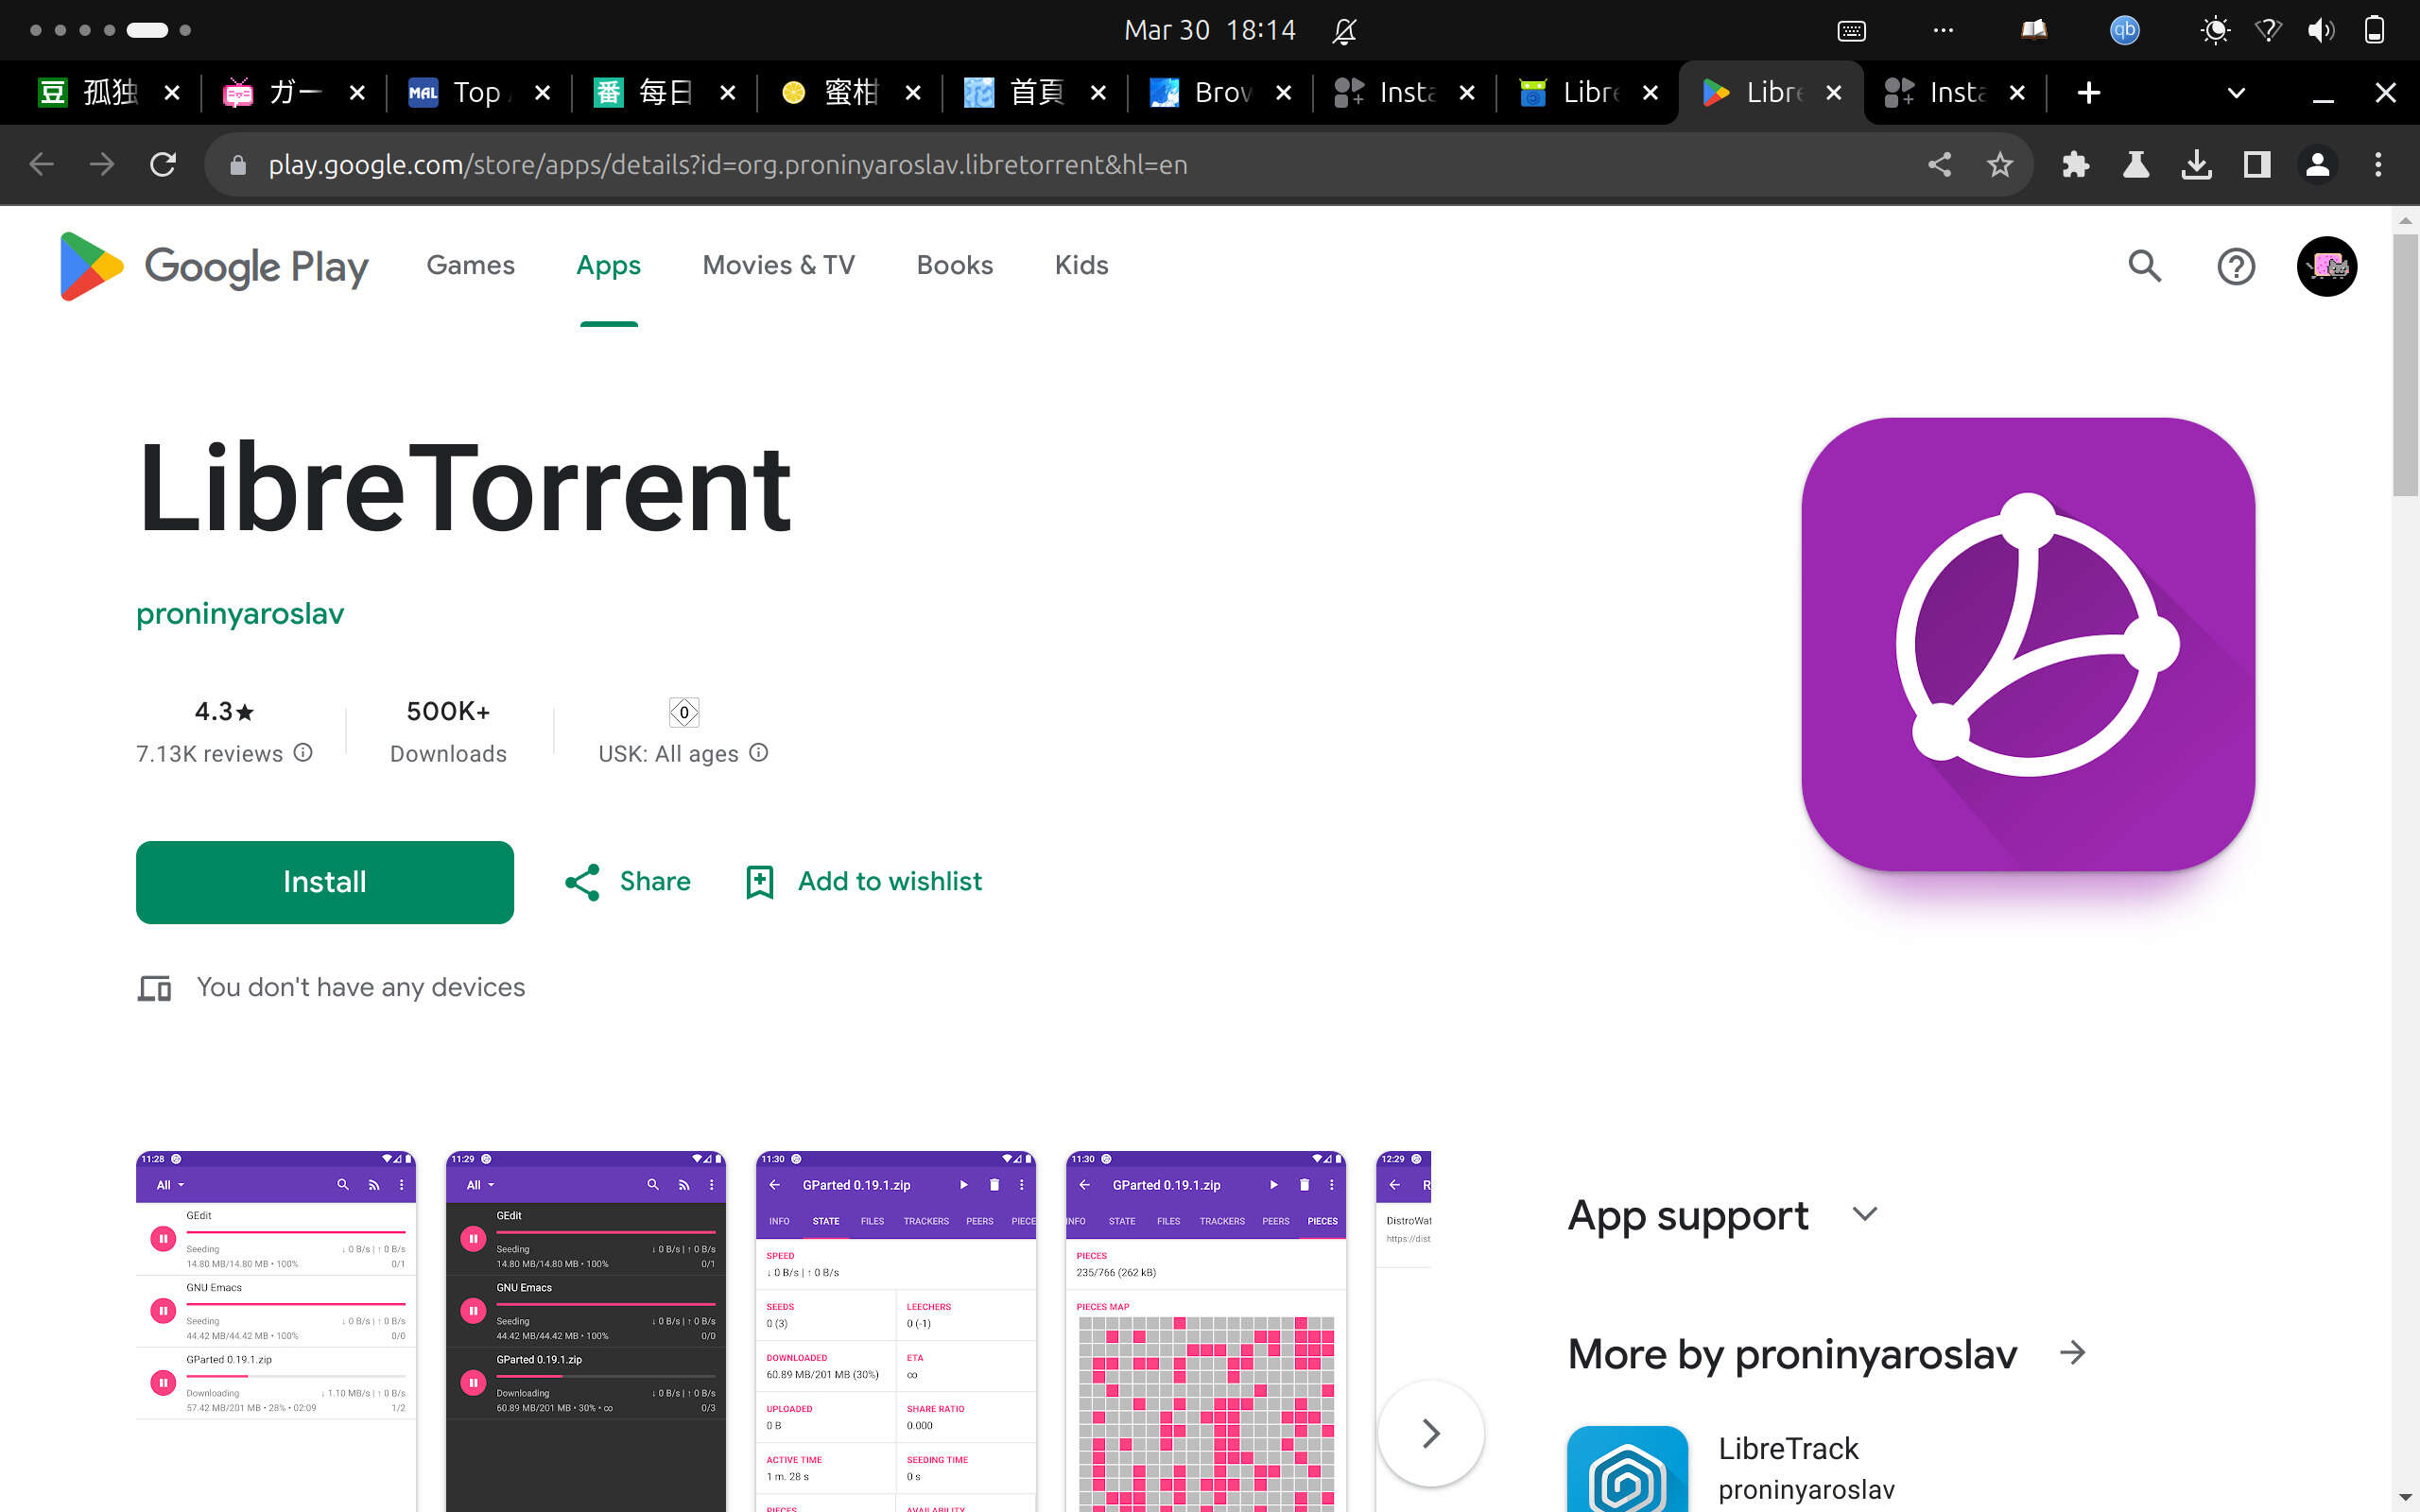 Mar 30 18:14
qb
豆 孤独
ガー
MAL Top
番 每日
蜜柑
首頁
Brow
Insta
Libre
Libre
Insta
play.google.com/store/apps/details?id=org.proninyaroslav.libretorrent&hl=en
Google Play
Games
Apps
Movies & TV
Books
Kids
LibreTorrent
proninyaroslav
4.3★
7.13K reviews
500K+
Downloads
0
USK: All ages
Install
Share
Add to wishlist
You don't have any devices
11:28
All
GEdit
Seeding ↓ 0 B/s | ↑ 0 B/s
14.80 MB/14.80 MB • 100% 0/1
GNU Emacs
Seeding ↓ 0 B/s | ↑ 0 B/s
44.42 MB/44.42 MB • 100% 0/0
GParted 0.19.1.zip
Downloading ↓ 1.10 MB/s | ↑ 0 B/s
57.42 MB/201 MB • 28% • 02:09 1/2
11:29
All
GEdit
Seeding ↓ 0 B/s | ↑ 0 B/s
14.80 MB/14.80 MB • 100% 0/1
GNU Emacs
Seeding ↓ 0 B/s | ↑ 0 B/s
44.42 MB/44.42 MB • 100% 0/0
GParted 0.19.1.zip
Downloading ↓ 0 B/s | ↑ 0 B/s
60.89 MB/201 MB • 30% • ∞ 0/3
11:30
GParted 0.19.1.zip
INFO STATE FILES TRACKERS PEERS PIECE
SPEED
↓ 0 B/s | ↑ 0 B/s
SEEDS LEECHERS
0 (3) 0 (-1)
DOWNLOADED ETA
60.89 MB/201 MB (30%) ∞
UPLOADED SHARE RATIO
0 B 0.000
ACTIVE TIME SEEDING TIME
1 m. 28 s 0 s
PIECES AVAILABILITY
11:30
GParted 0.19.1.zip
INFO STATE FILES TRACKERS PEERS PIECES
PIECES
235/766 (262 kB)
PIECES MAP
12:29
R
DistroWat
https://dist
App support
More by proninyaroslav
LibreTrack
proninyaroslav